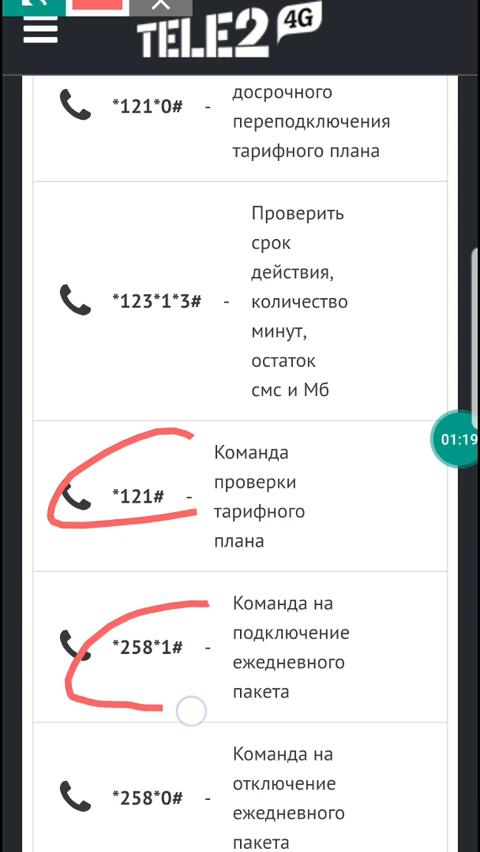 TELE2 4G
досрочного
*121*0# - переподключения
тарифного плана
Проверить
срок
действия,
*123*1*3# - количество
минут,
остаток
смс и Мб
Команда
проверки
*121# - тарифного
плана
Команда на
подключение
*258*1# - ежедневного
пакета
Команда на
отключение
*258*0# - ежедневного
пакета
01:19